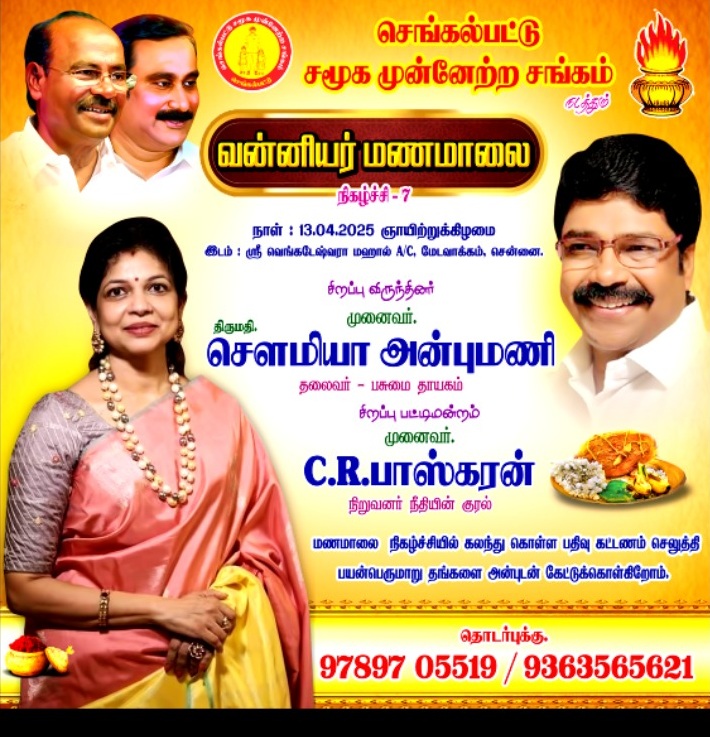 செங்கல்பட்டு
சமூக முன்னேற்ற சங்கம்
நடத்தும்
வன்னியர் மணமாலை
நிகழ்ச்சி - 7
நாள் : 13.04.2025 ஞாயிற்றுக்கிழமை
இடம் : ஸ்ரீ வெங்கடேஷ்வரா மஹால் A/C, மேடவாக்கம், சென்னை.
சிறப்பு விருந்தினர்
முனைவர்.
திருமதி.
சௌமியா அன்புமணி
தலைவர் - பசுமை தாயகம்
சிறப்பு பட்டிமன்றம்
முனைவர்.
C.R.பாஸ்கரன்
நிறுவனர் நீதியின் குரல்
மணமாலை நிகழ்ச்சியில் கலந்து கொள்ள பதிவு கட்டணம் செலுத்தி
பயன்பெருமாறு தங்களை அன்புடன் கேட்டுக்கொள்கிறோம்.
தொடர்புக்கு.
97897 05519 / 9363565621